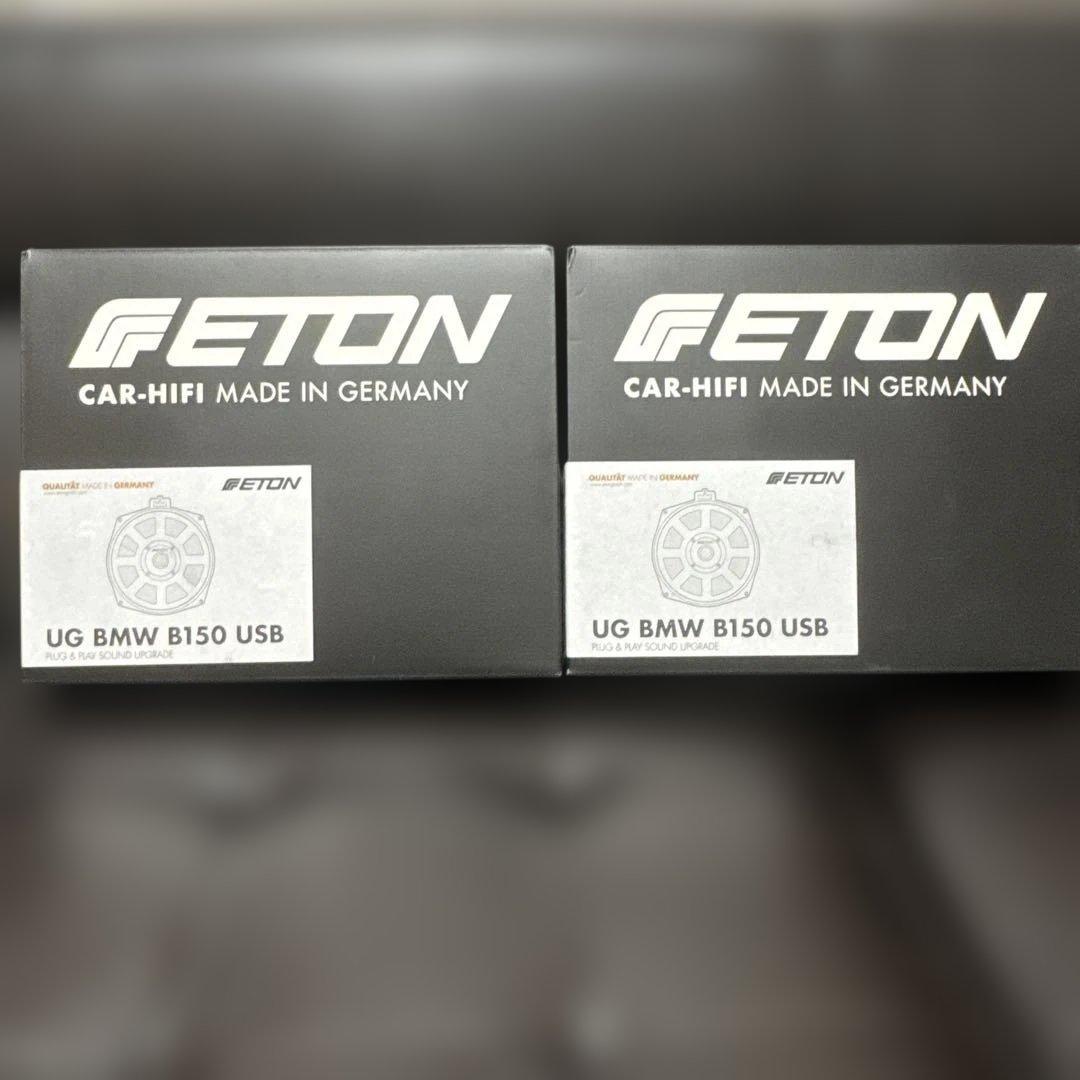 ETON
CAR-HIFI MADE IN GERMANY
QUALITÄT MADE IN GERMANY
ETON
UG BMW B150 USB
PLUG & PLAY SOUND UPGRADE
ETON
CAR-HIFI MADE IN GERMANY
QUALITÄT MADE IN GERMANY
ETON
UG BMW B150 USB
PLUG & PLAY SOUND UPGRADE